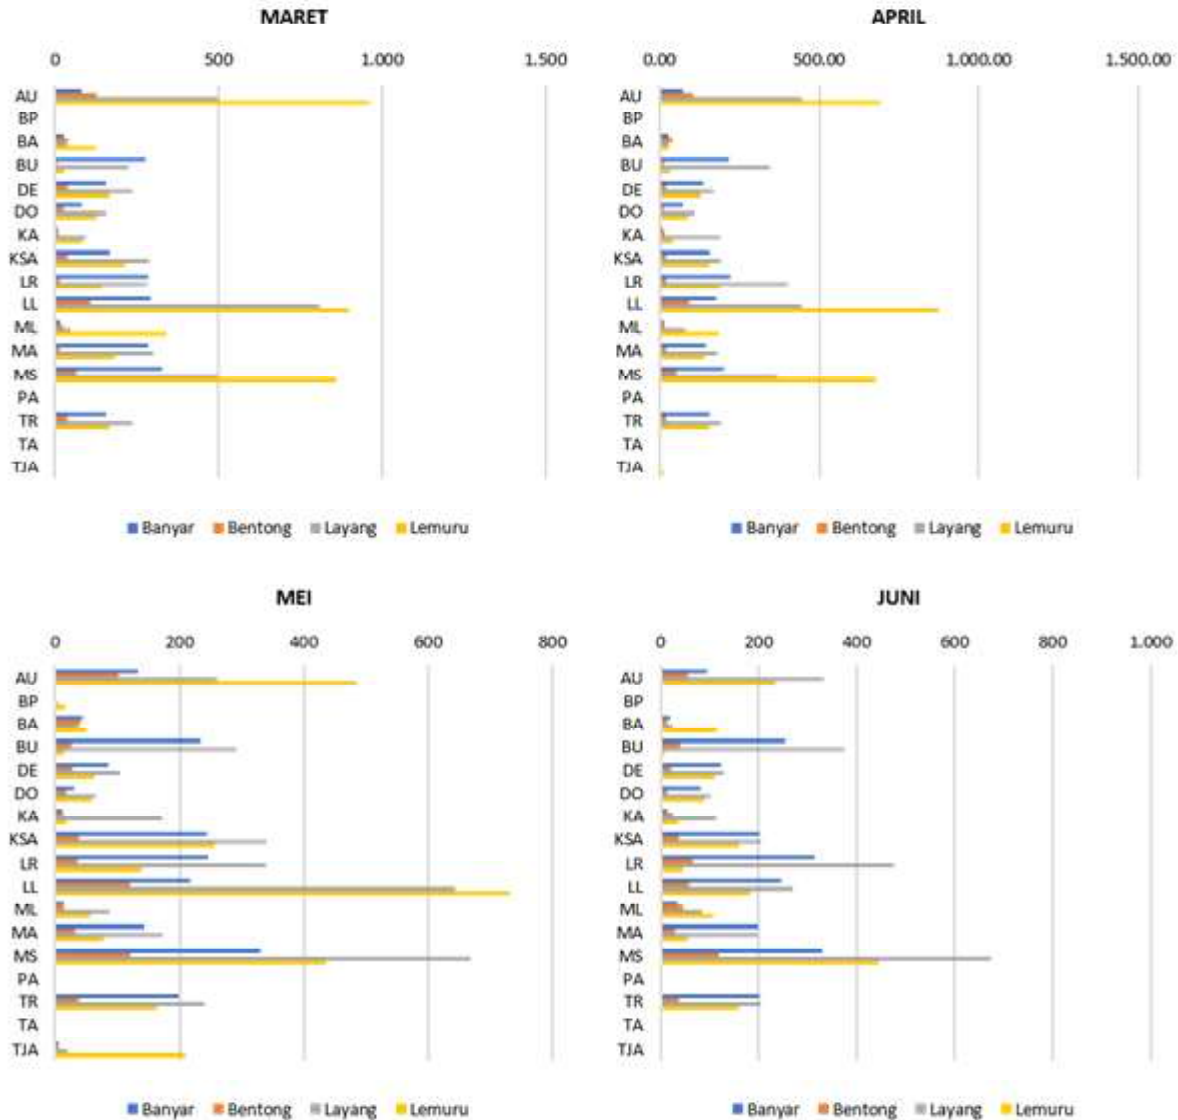 MARET
0 500 1.000 1.500
AU
BP
BA
BU
DE
DO
KA
KSA
LR
LL
ML
MA
MS
PA
TR
TA
TJA
Banyar Bentong Layang Lemuru
APRIL
0.00 500.00 1.000.00 1.500.00
AU
BP
BA
BU
DE
DO
KA
KSA
LR
LL
ML
MA
MS
PA
TR
TA
TJA
Banyar Bentong Layang Lemuru
MEI
0 200 400 600 800
AU
BP
BA
BU
DE
DO
KA
KSA
LR
LL
ML
MA
MS
PA
TR
TA
TJA
Banyar Bentong Layang Lemuru
JUNI
0 200 400 600 800 1.000
AU
BP
BA
BU
DE
DO
KA
KSA
LR
LL
ML
MA
MS
PA
TR
TA
TJA
Banyar Bentong Layang Lemuru